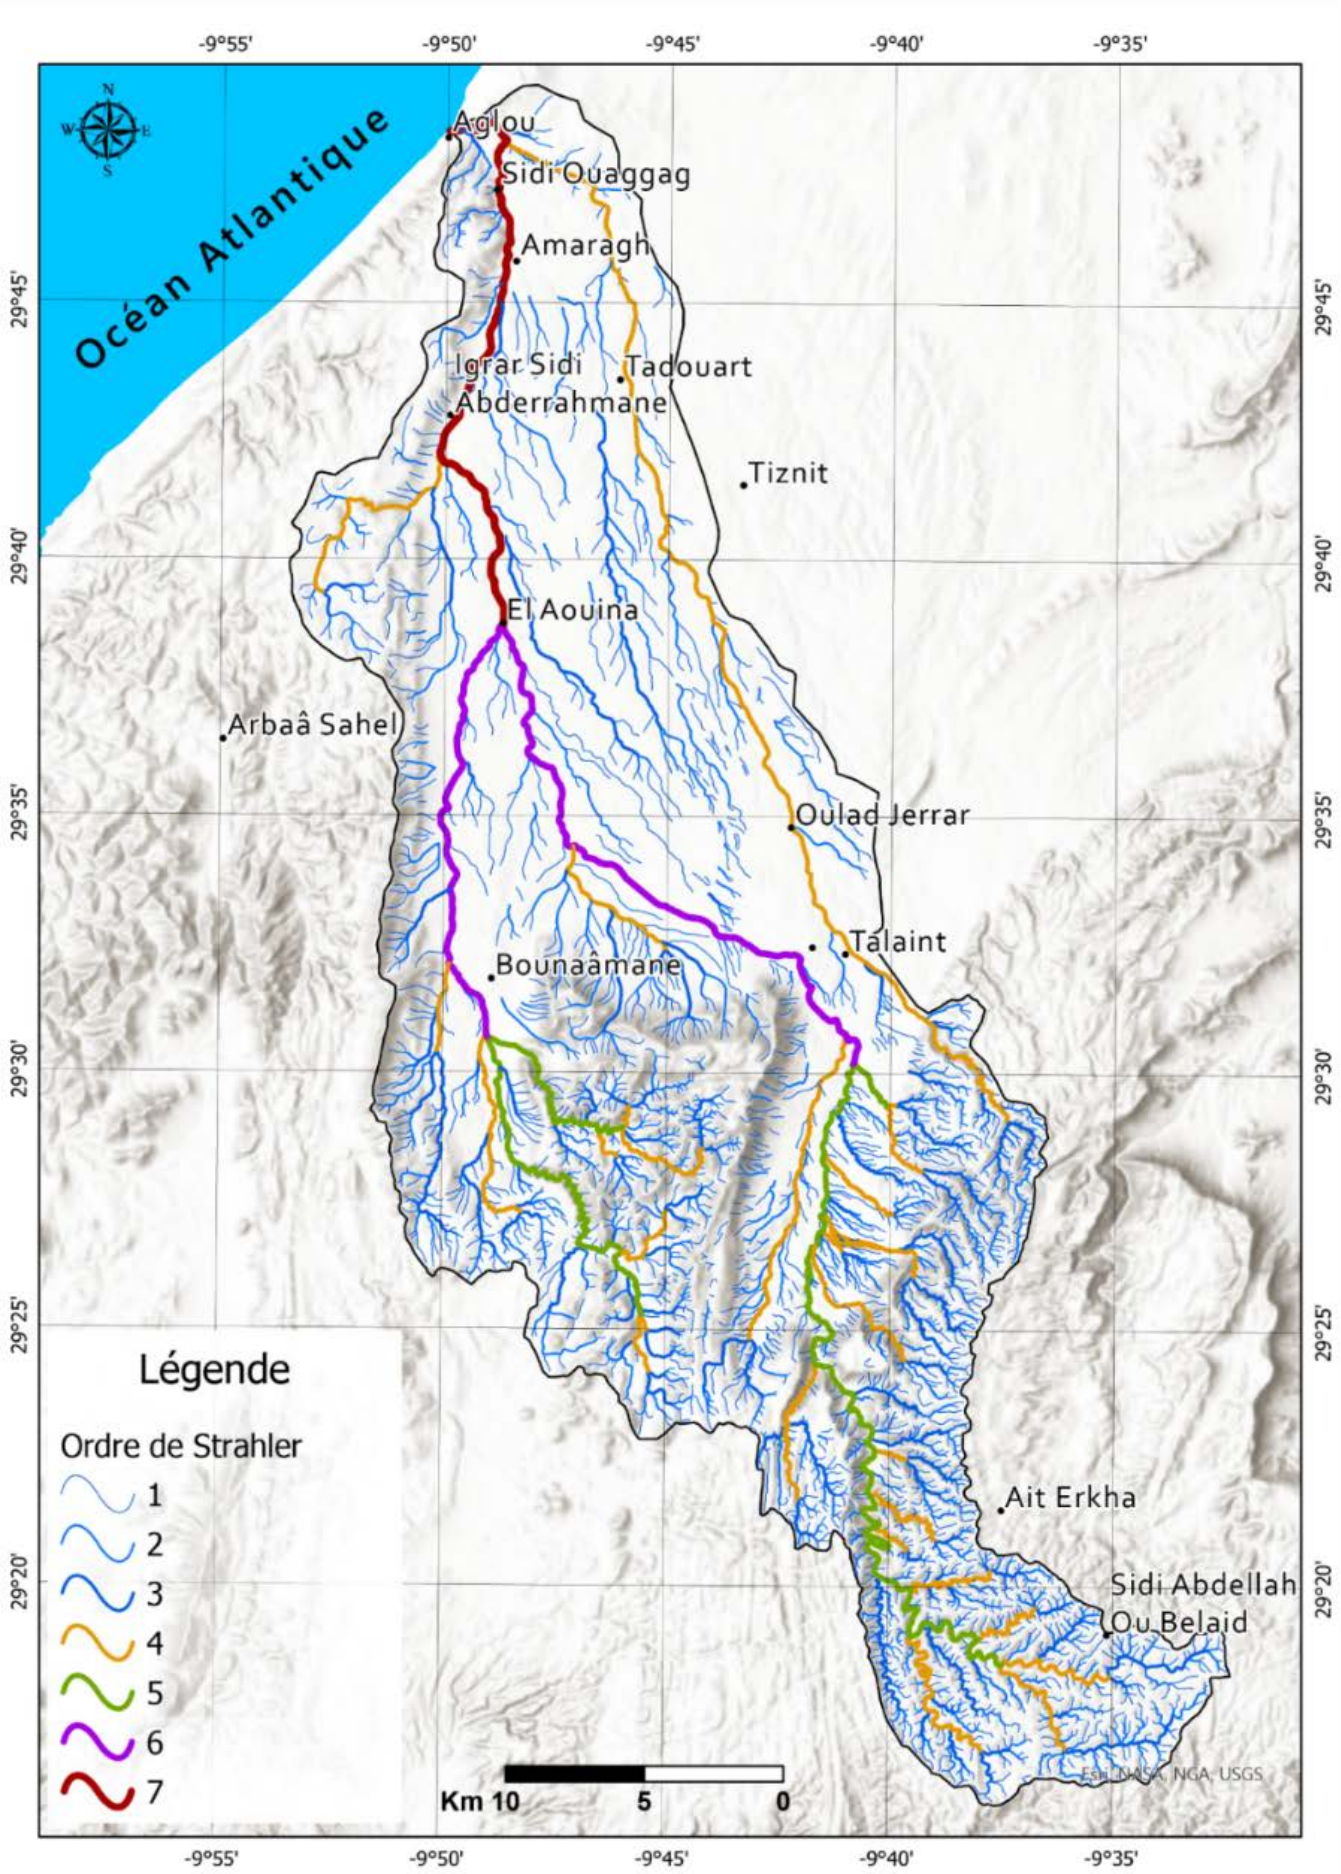 -9°55' -9°50' -9°45' -9°40' -9°35'
N
W E
S
Océan Atlantique
Aglou
Sidi Ouaggag
Amaragh
29°45' 29°45'
Igrar Sidi
Abderrahmane
Tadouart
Tiznit
29°40' 29°40'
El Aouina
Arbaâ Sahel
29°35' 29°35'
Oulad Jerrar
Talaint
Bounaâmane
29°30' 29°30'
29°25' 29°25'
Légende
Ordre de Strahler
1
2
3
4
5
6
7
Ait Erkha
29°20' 29°20'
Sidi Abdellah
Ou Belaid
Esri, NASA, NGA, USGS
Km 10 5 0
-9°55' -9°50' -9°45' -9°40' -9°35'